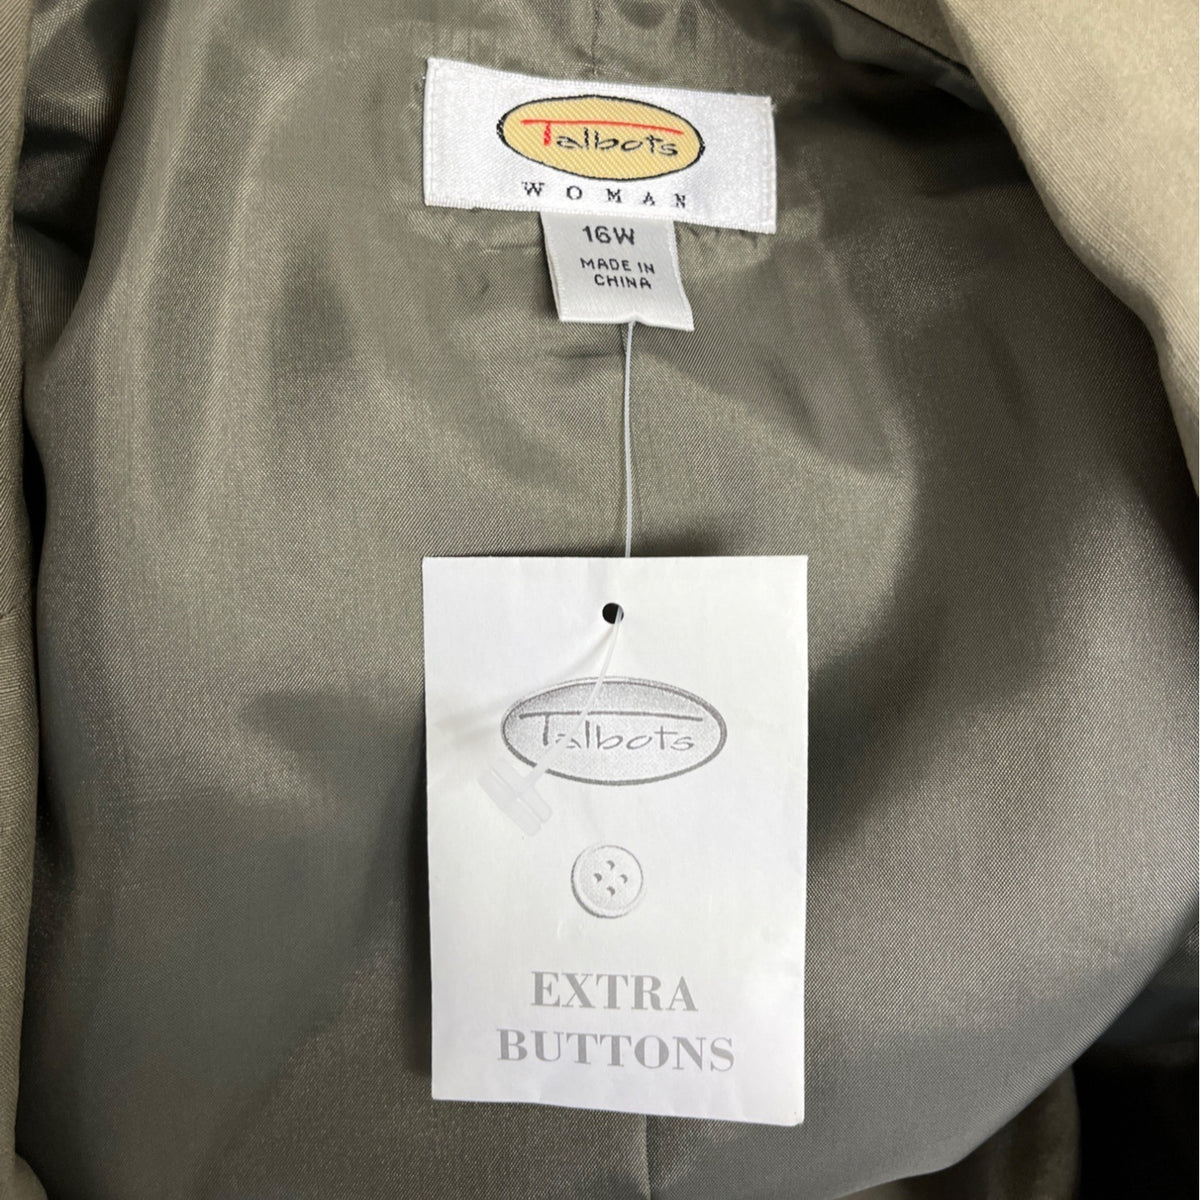 Talbots
WOMAN
16W
MADE IN
CHINA
Talbots
EXTRA
BUTTONS